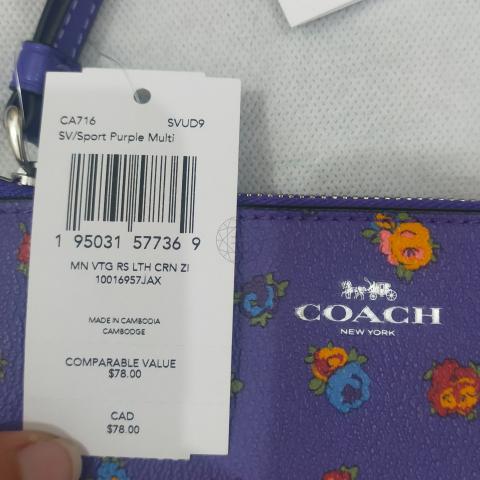 CA716 SVUD9
SV/Sport Purple Multi
1 95031 57736 9
MN VTG RS LTH CRN ZI
10016957JAX
MADE IN CAMBODIA
CAMBODGE
COMPARABLE VALUE
$78.00
CAD
$78.00
COACH
NEW YORK